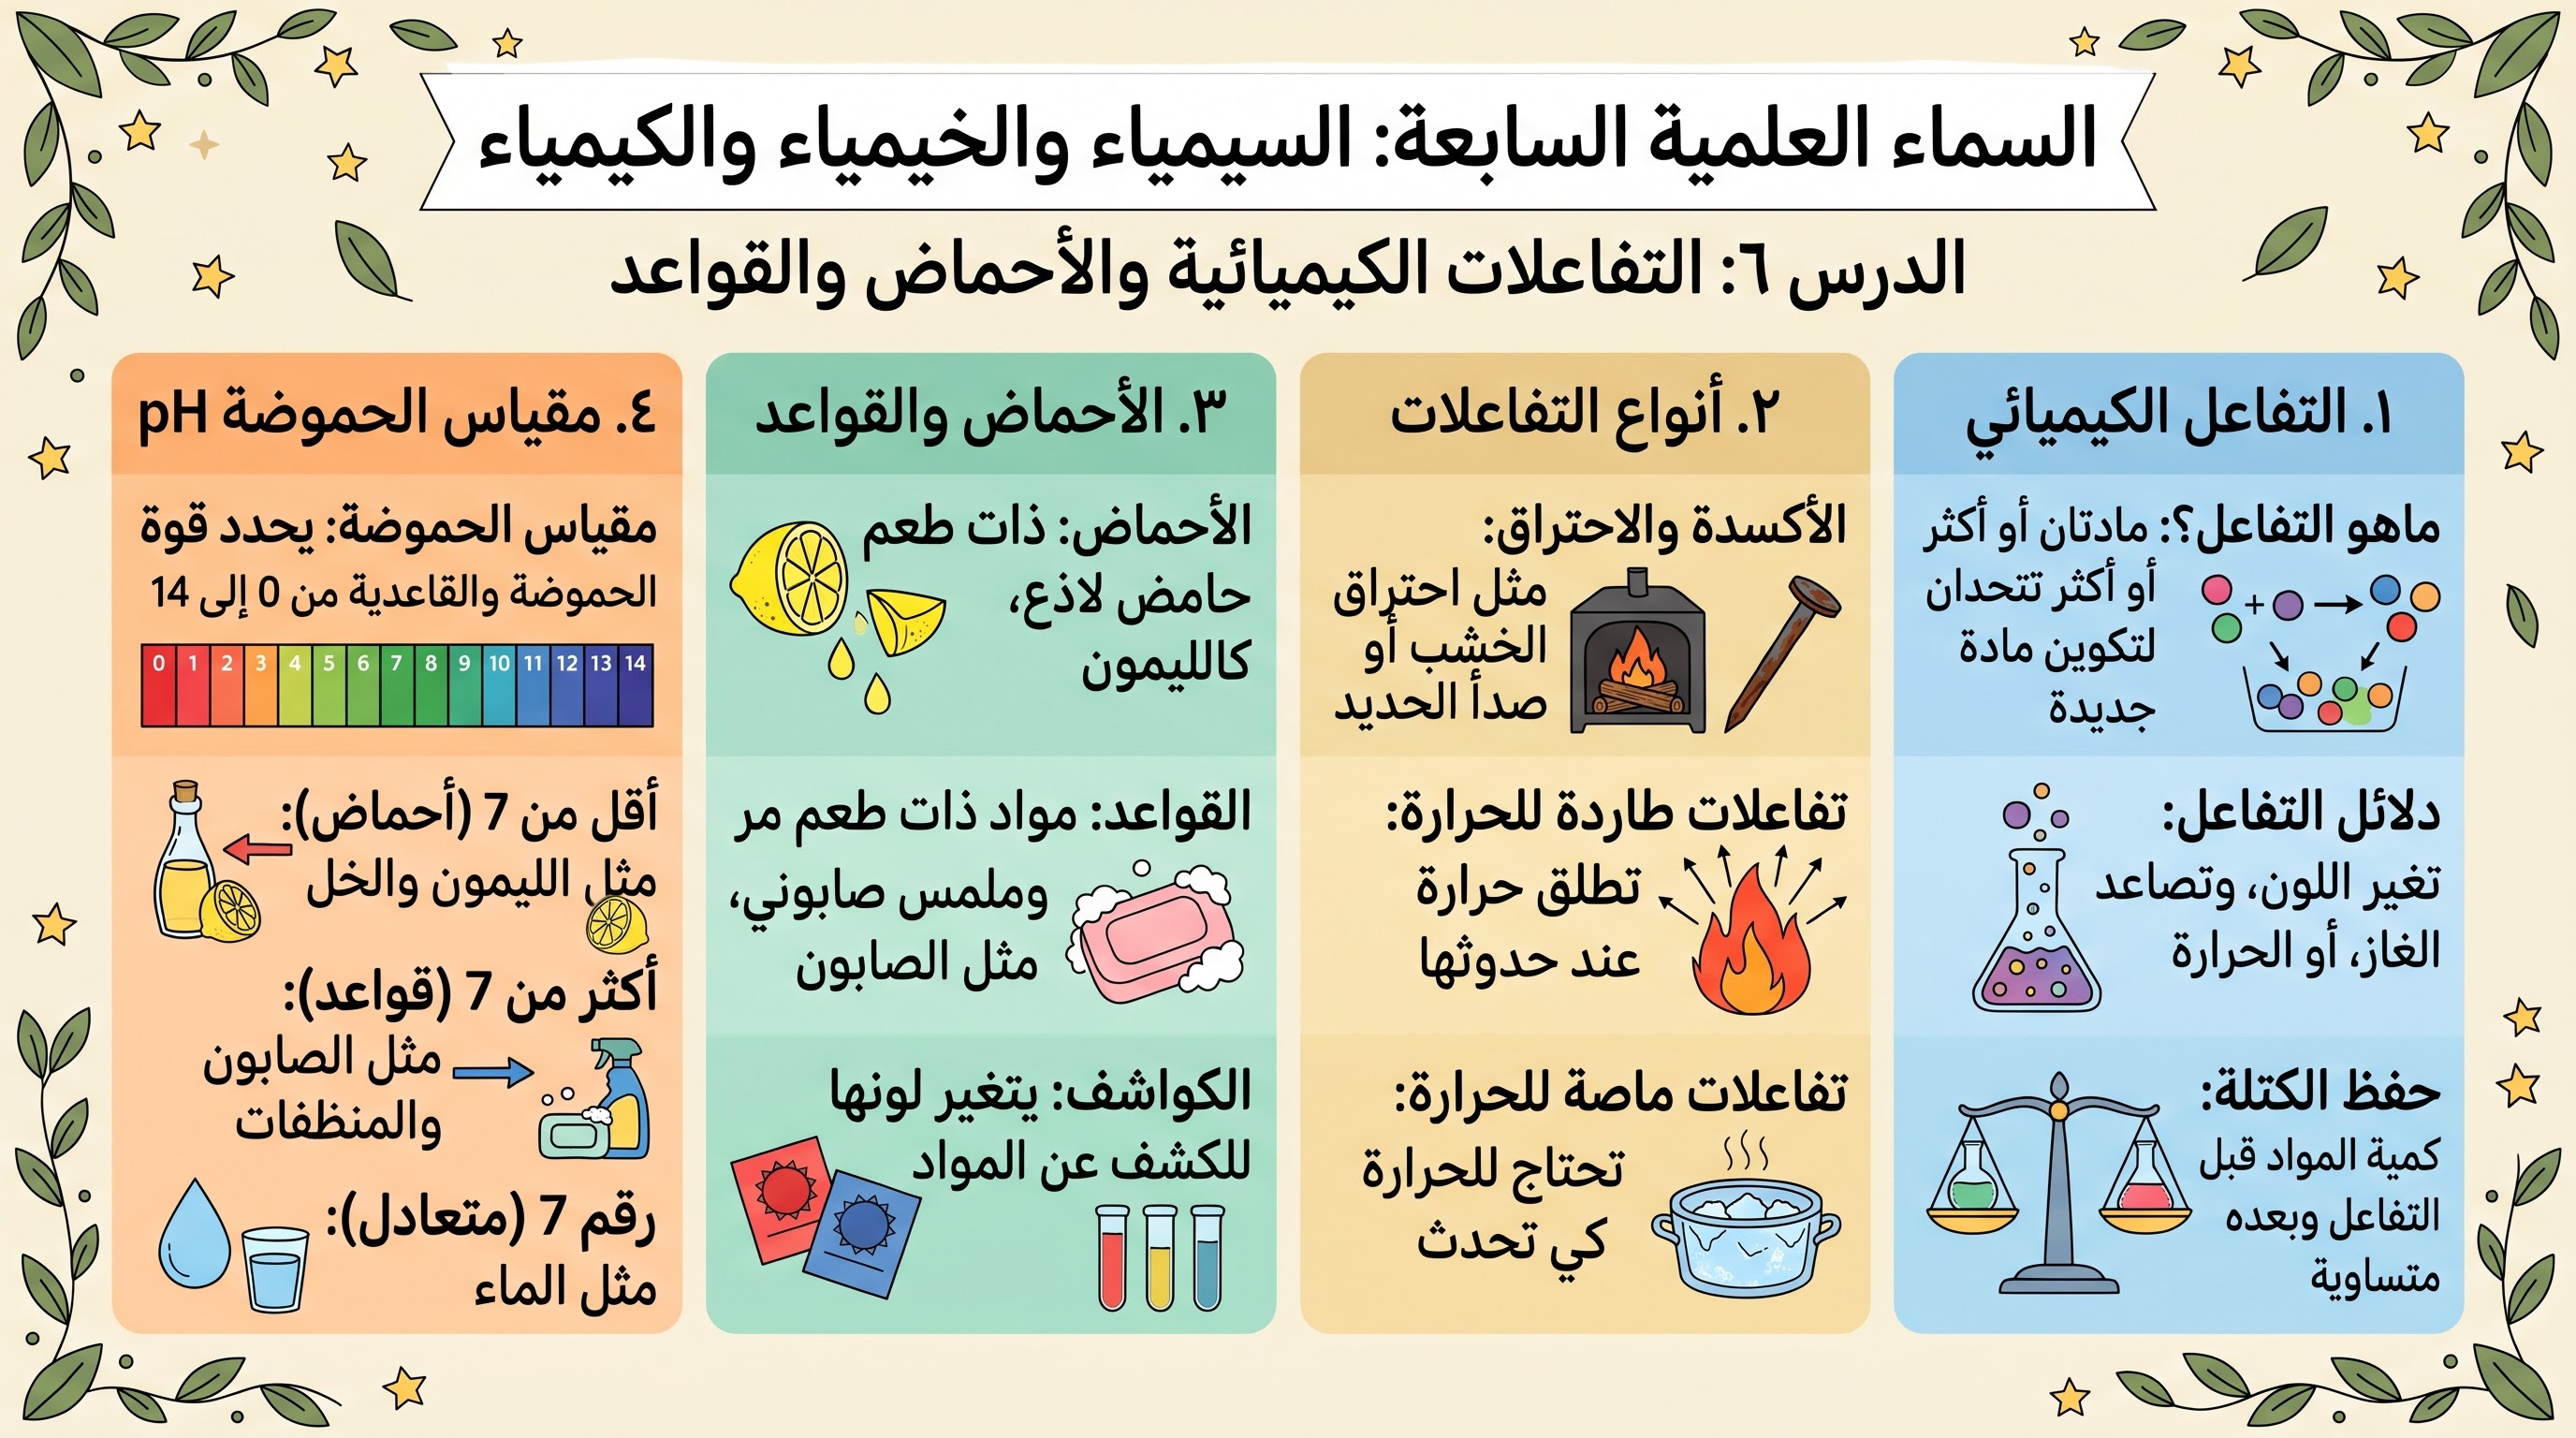 السماء العلمية السابعة: السيمياء والخيمياء والكيمياء
الدرس ٦: التفاعلات الكيميائية والأحماض والقواعد
١. التفاعل الكيميائي
ماهو التفاعل؟: مادتان أو أكثر
أو أكثر تتحدان
لتكوين مادة
جديدة
+
دلائل التفاعل:
تغير اللون، وتصاعد
الغاز، أو الحرارة
حفظ الكتلة:
كمية المواد قبل
التفاعل وبعده
متساوية
٢. أنواع التفاعلات
الأكسدة والاحتراق:
مثل احتراق
الخشب أو
صدأ الحديد
تفاعلات طاردة للحرارة:
تطلق حرارة
عند حدوثها
تفاعلات ماصة للحرارة:
تحتاج للحرارة
كي تحدث
٣. الأحماض والقواعد
الأحماض: ذات طعم
حامض لاذع،
كالليمون
القواعد: مواد ذات طعم مر
وملمس صابوني،
مثل الصابون
الكواشف: يتغير لونها
للكشف عن المواد
٤. مقياس الحموضة pH
مقياس الحموضة: يحدد قوة
الحموضة والقاعدية من 0 إلى 14
0 1 2 3 4 5 6 7 8 9 10 11 12 13 14
أقل من 7 (أحماض):
مثل الليمون والخل
أكثر من 7 (قواعد):
مثل الصابون
والمنظفات
رقم 7 (متعادل):
مثل الماء